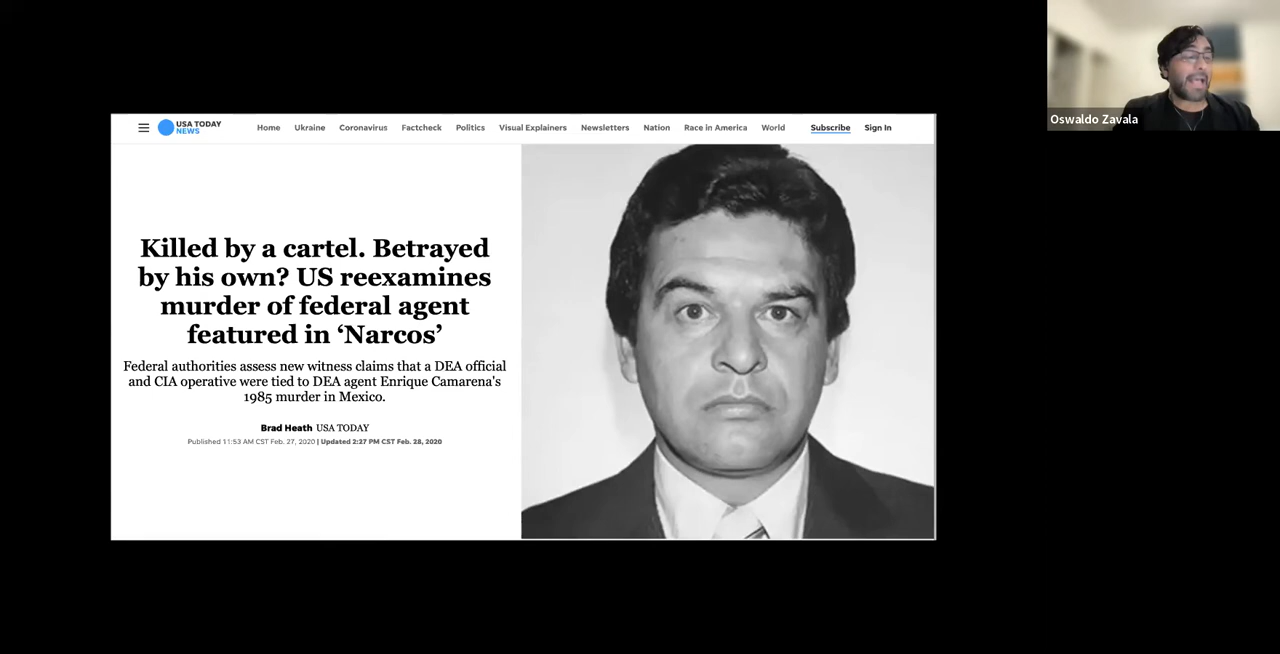 USA TODAY
NEWS
Home Ukraine Coronavirus Factcheck Politics Visual Explainers Newsletters Nation Race in America World Subscribe Sign In
Killed by a cartel. Betrayed
by his own? US reexamines
murder of federal agent
featured in ‘Narcos’
Federal authorities assess new witness claims that a DEA official
and CIA operative were tied to DEA agent Enrique Camarena's
1985 murder in Mexico.
Brad Heath USA TODAY
Published 11:53 AM CST Feb. 27, 2020 | Updated 2:27 PM CST Feb. 28, 2020
Oswaldo Zavala